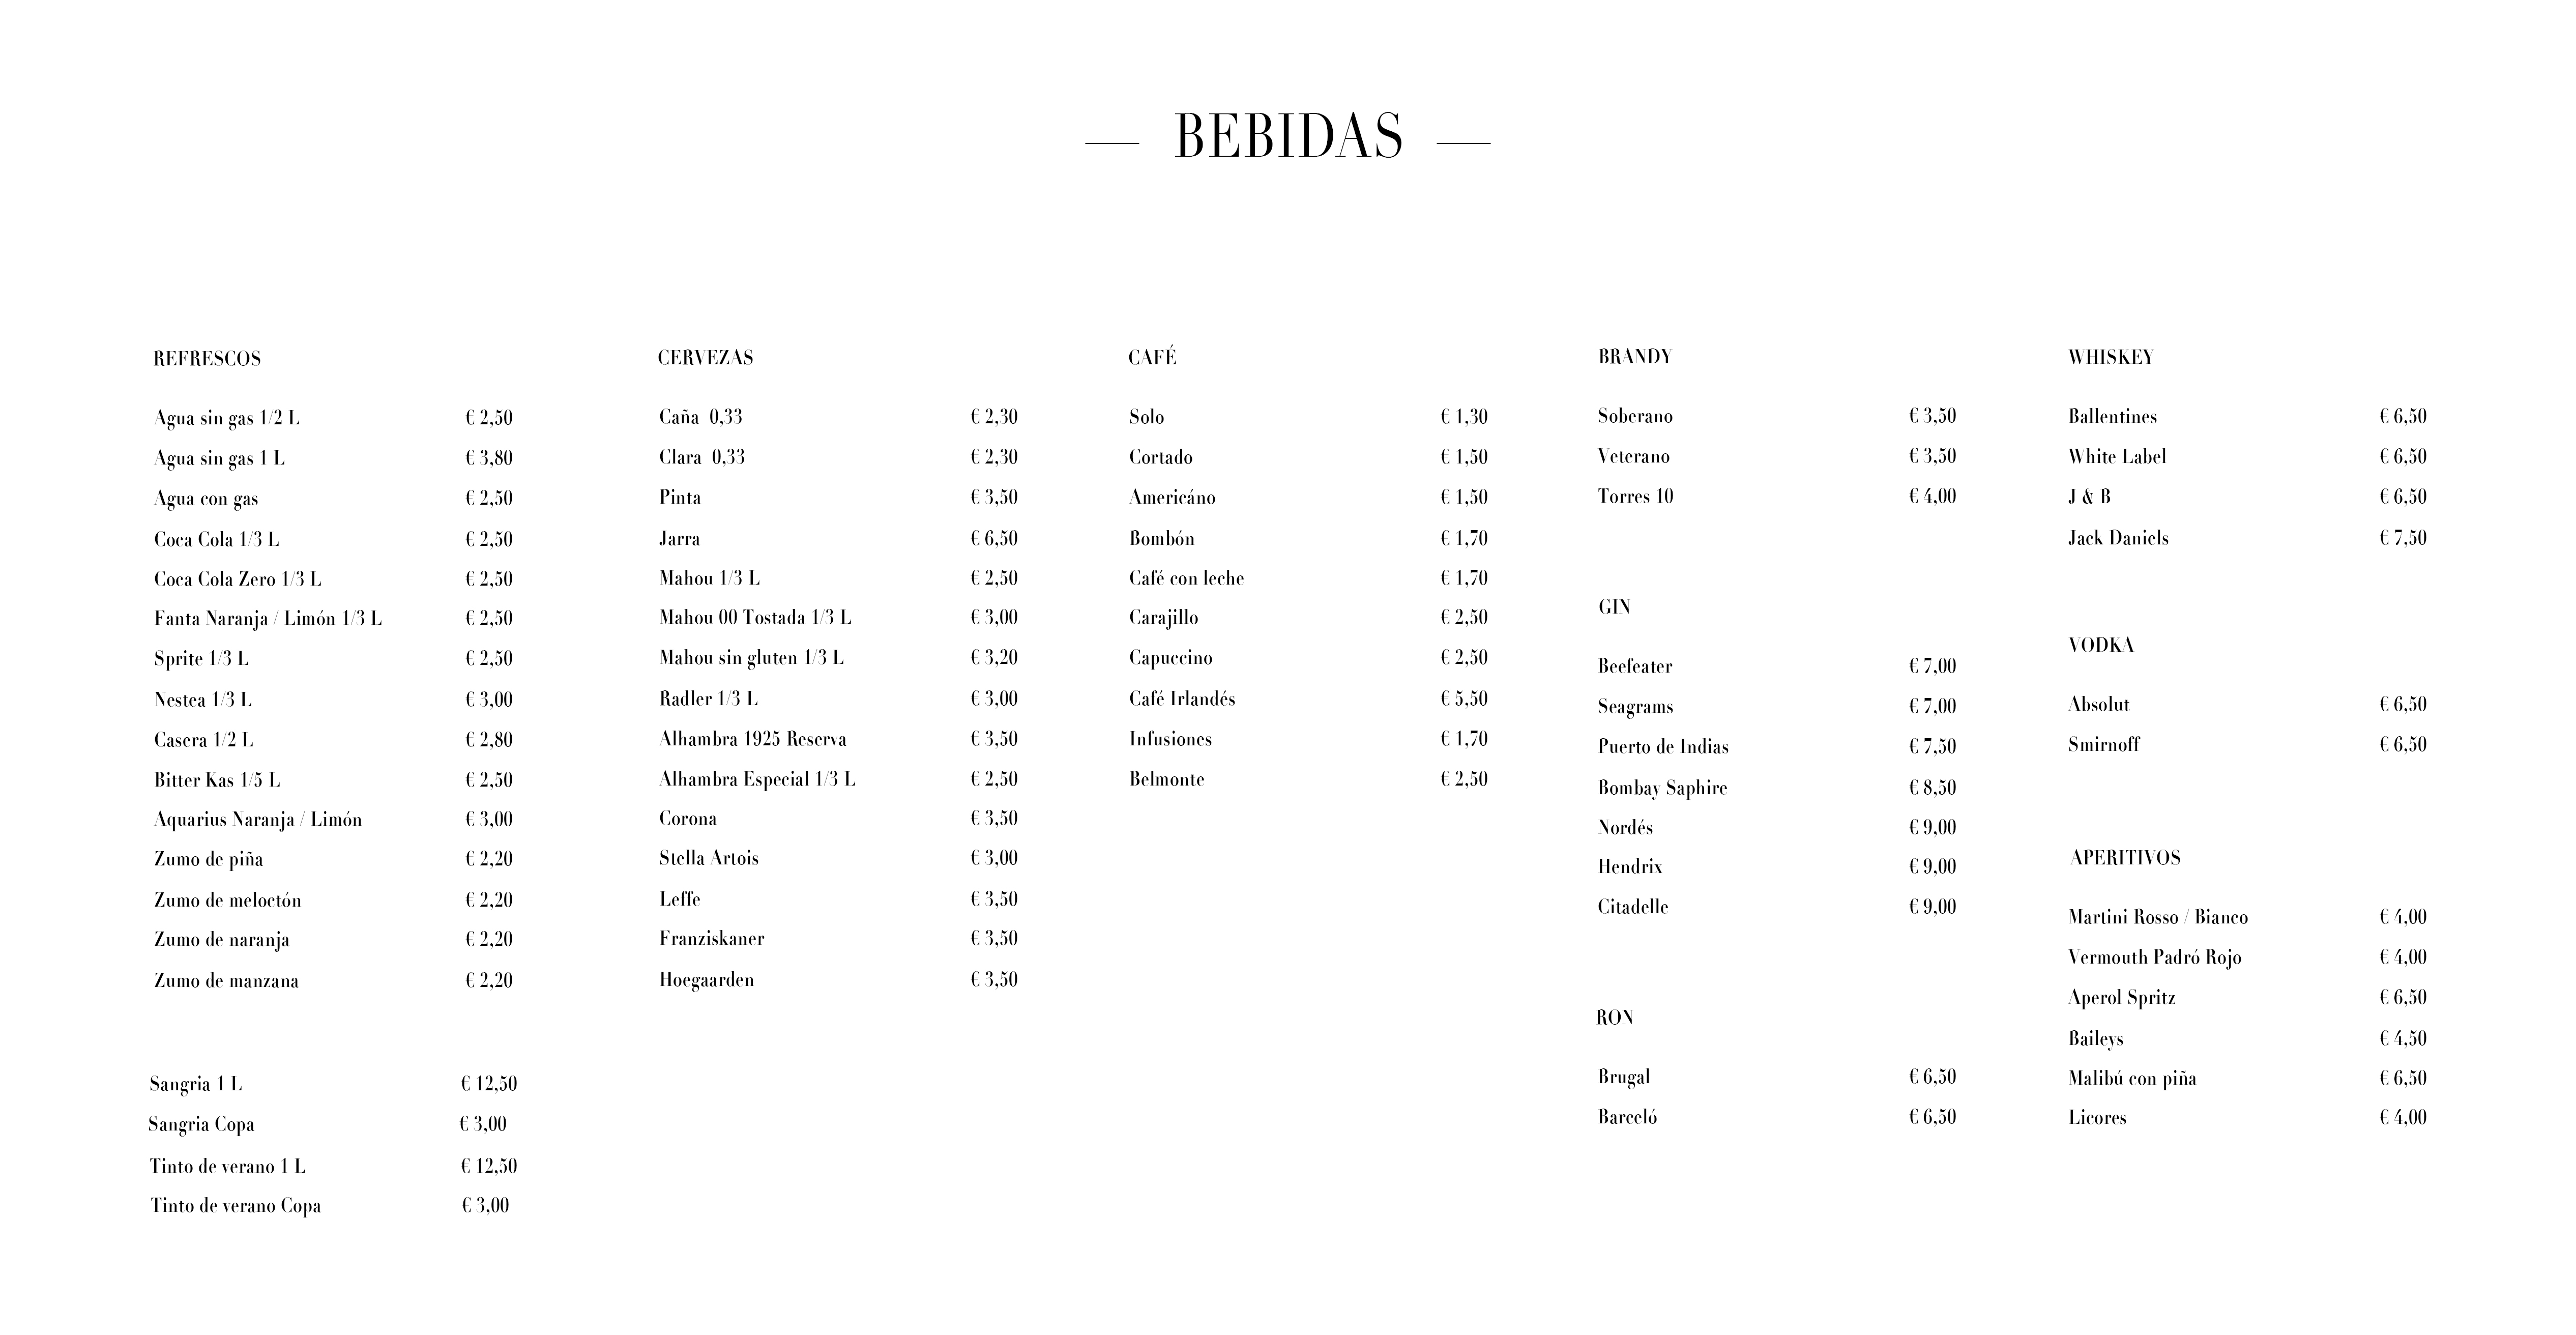 BEBIDAS
REFRESCOS
Agua sin gas 1/2 L € 2,50
Agua sin gas 1 L € 3,80
Agua con gas € 2,50
Coca Cola 1/3 L € 2,50
Coca Cola Zero 1/3 L € 2,50
Fanta Naranja / Limón 1/3 L € 2,50
Sprite 1/3 L € 2,50
Nestea 1/3 L € 3,00
Casera 1/2 L € 2,80
Bitter Kas 1/5 L € 2,50
Aquarius Naranja / Limón € 3,00
Zumo de piña € 2,20
Zumo de meloctón € 2,20
Zumo de naranja € 2,20
Zumo de manzana € 2,20
Sangria 1 L € 12,50
Sangria Copa € 3,00
Tinto de verano 1 L € 12,50
Tinto de verano Copa € 3,00
CERVEZAS
Caña 0,33 € 2,30
Clara 0,33 € 2,30
Pinta € 3,50
Jarra € 6,50
Mahou 1/3 L € 2,50
Mahou 00 Tostada 1/3 L € 3,00
Mahou sin gluten 1/3 L € 3,20
Radler 1/3 L € 3,00
Alhambra 1925 Reserva € 3,50
Alhambra Especial 1/3 L € 2,50
Corona € 3,50
Stella Artois € 3,00
Leffe € 3,50
Franziskaner € 3,50
Hoegaarden € 3,50
CAFÉ
Solo € 1,30
Cortado € 1,50
Americáno € 1,50
Bombón € 1,70
Café con leche € 1,70
Carajillo € 2,50
Capuccino € 2,50
Café Irlandés € 5,50
Infusiones € 1,70
Belmonte € 2,50
BRANDY
Soberano € 3,50
Veterano € 3,50
Torres 10 € 4,00
GIN
Beefeater € 7,00
Seagrams € 7,00
Puerto de Indias € 7,50
Bombay Saphire € 8,50
Nordés € 9,00
Hendrix € 9,00
Citadelle € 9,00
RON
Brugal € 6,50
Barceló € 6,50
WHISKEY
Ballentines € 6,50
White Label € 6,50
J & B € 6,50
Jack Daniels € 7,50
VODKA
Absolut € 6,50
Smirnoff € 6,50
APERITIVOS
Martini Rosso / Bianco € 4,00
Vermouth Padró Rojo € 4,00
Aperol Spritz € 6,50
Baileys € 4,50
Malibú con piña € 6,50
Licores € 4,00